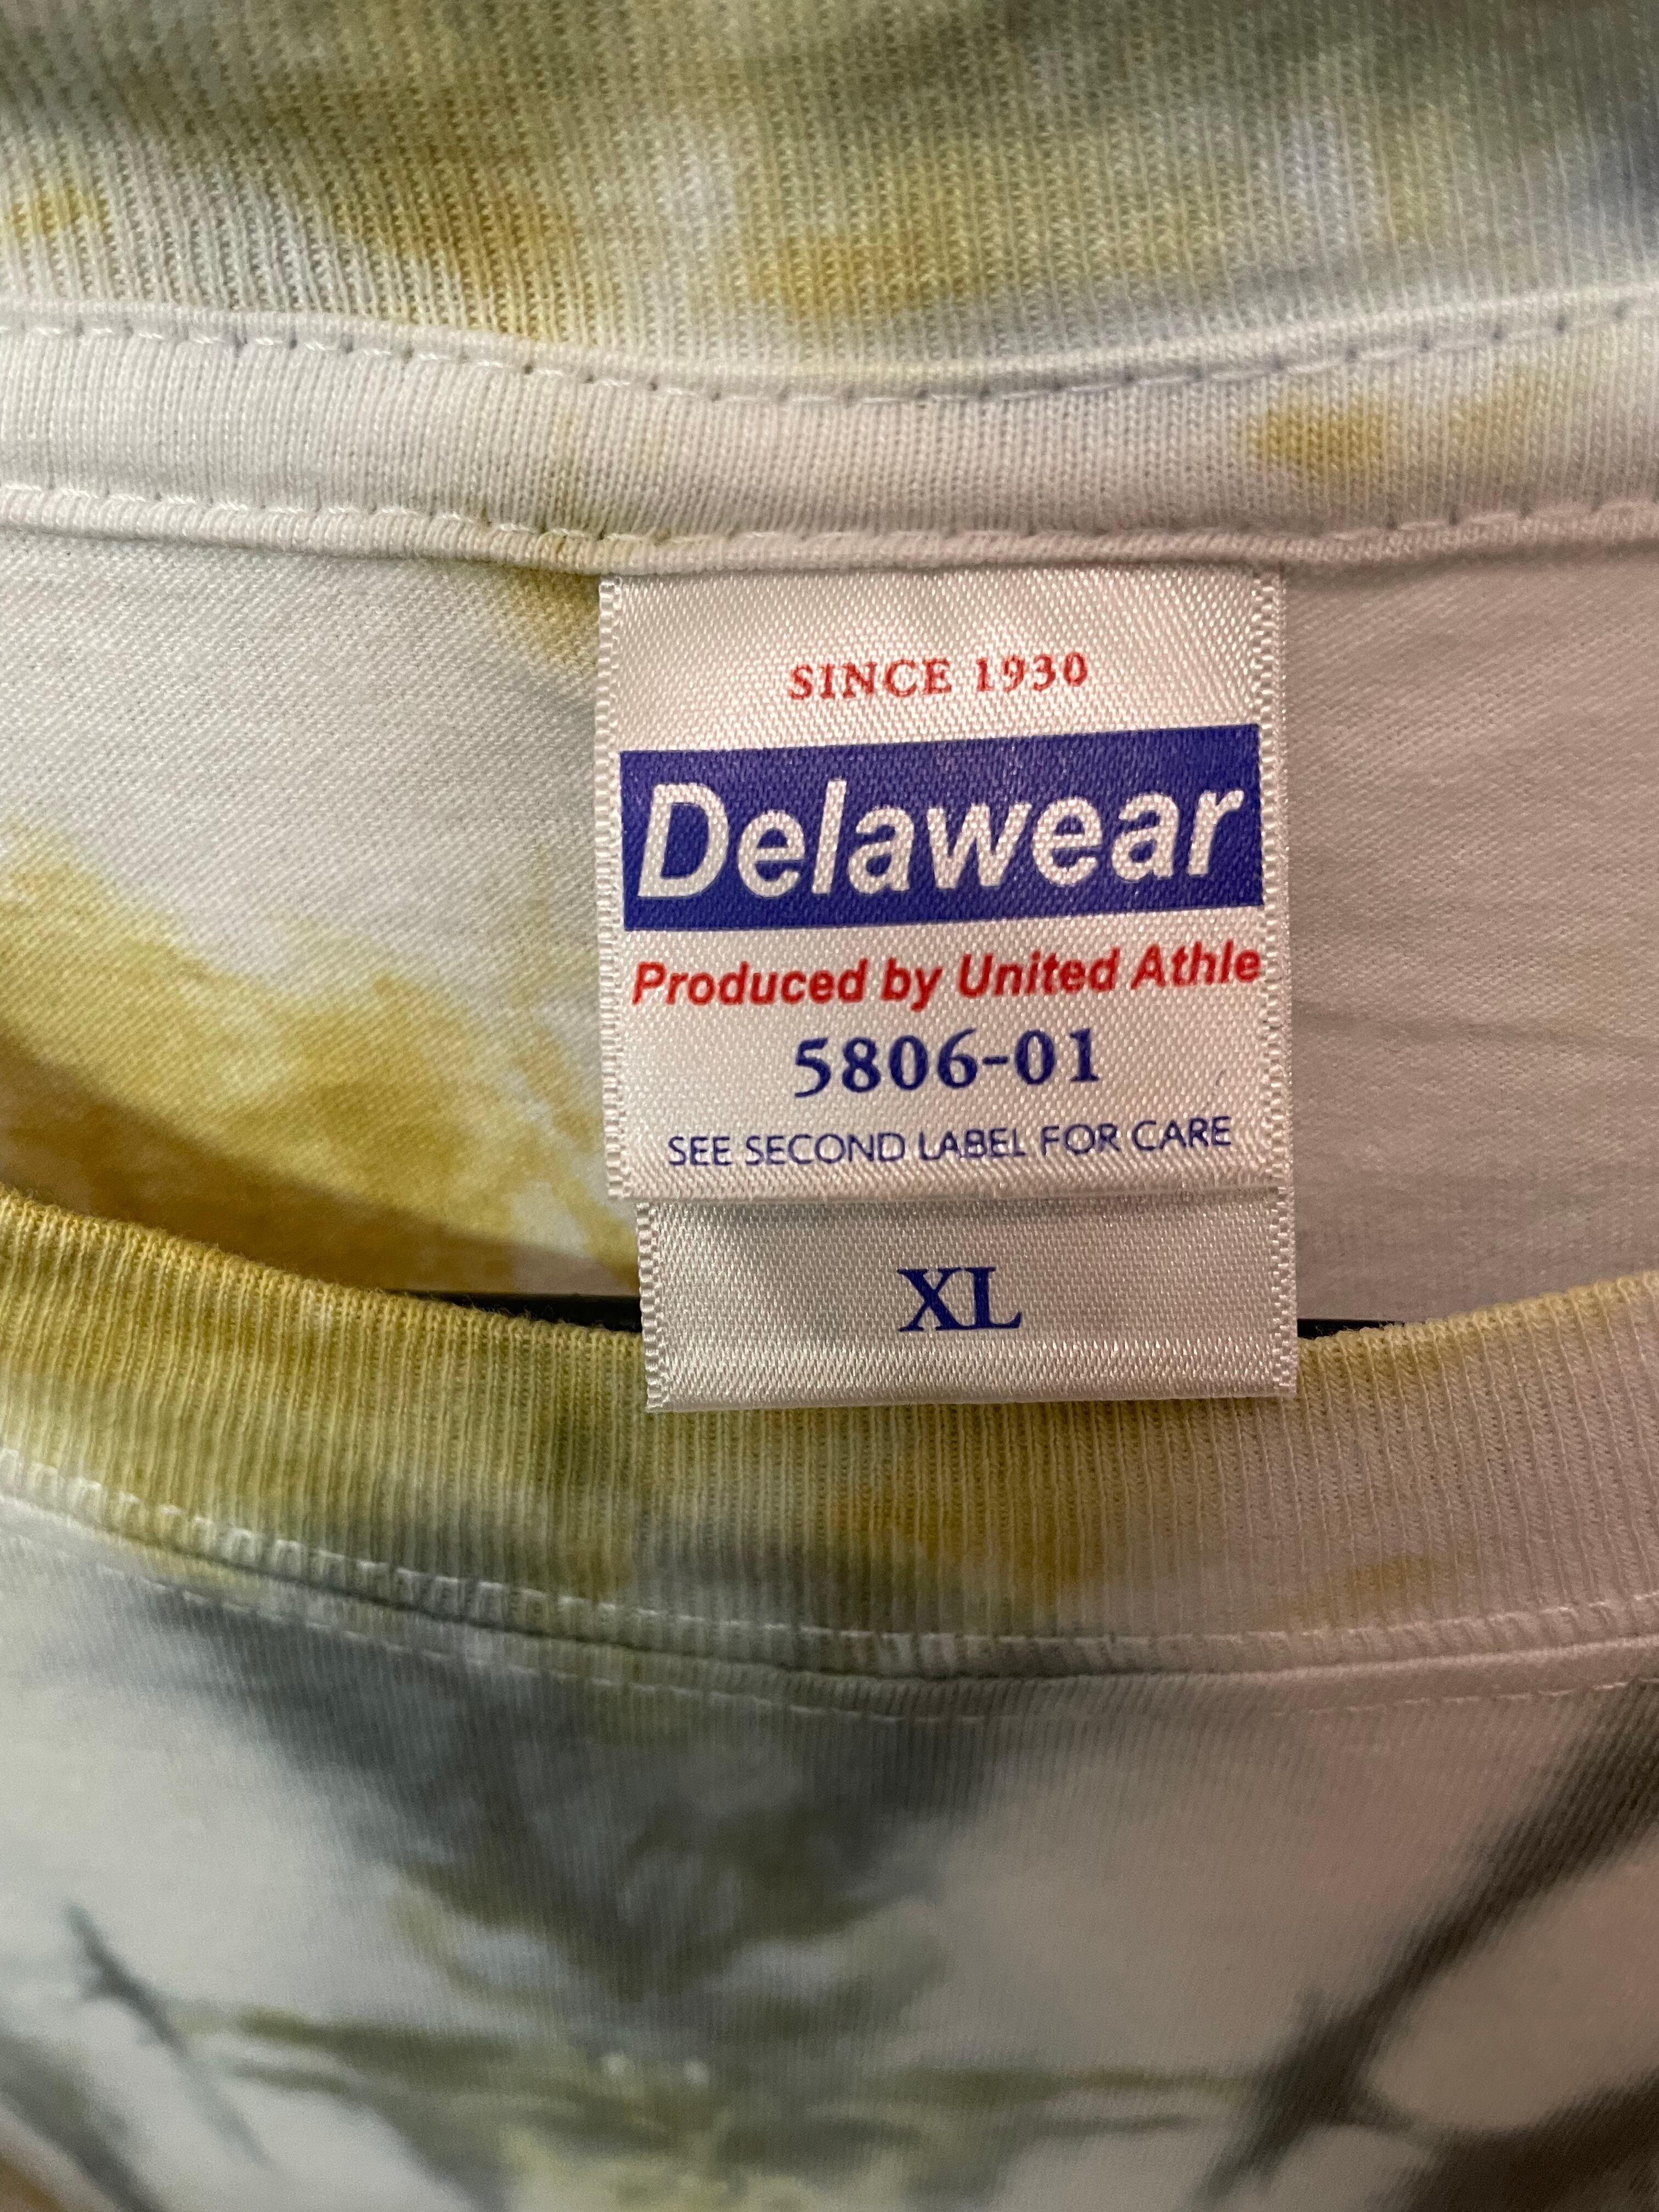 SINCE 1930
Delawear
Produced by United Athle
5806-01
SEE SECOND LABEL FOR CARE
XL